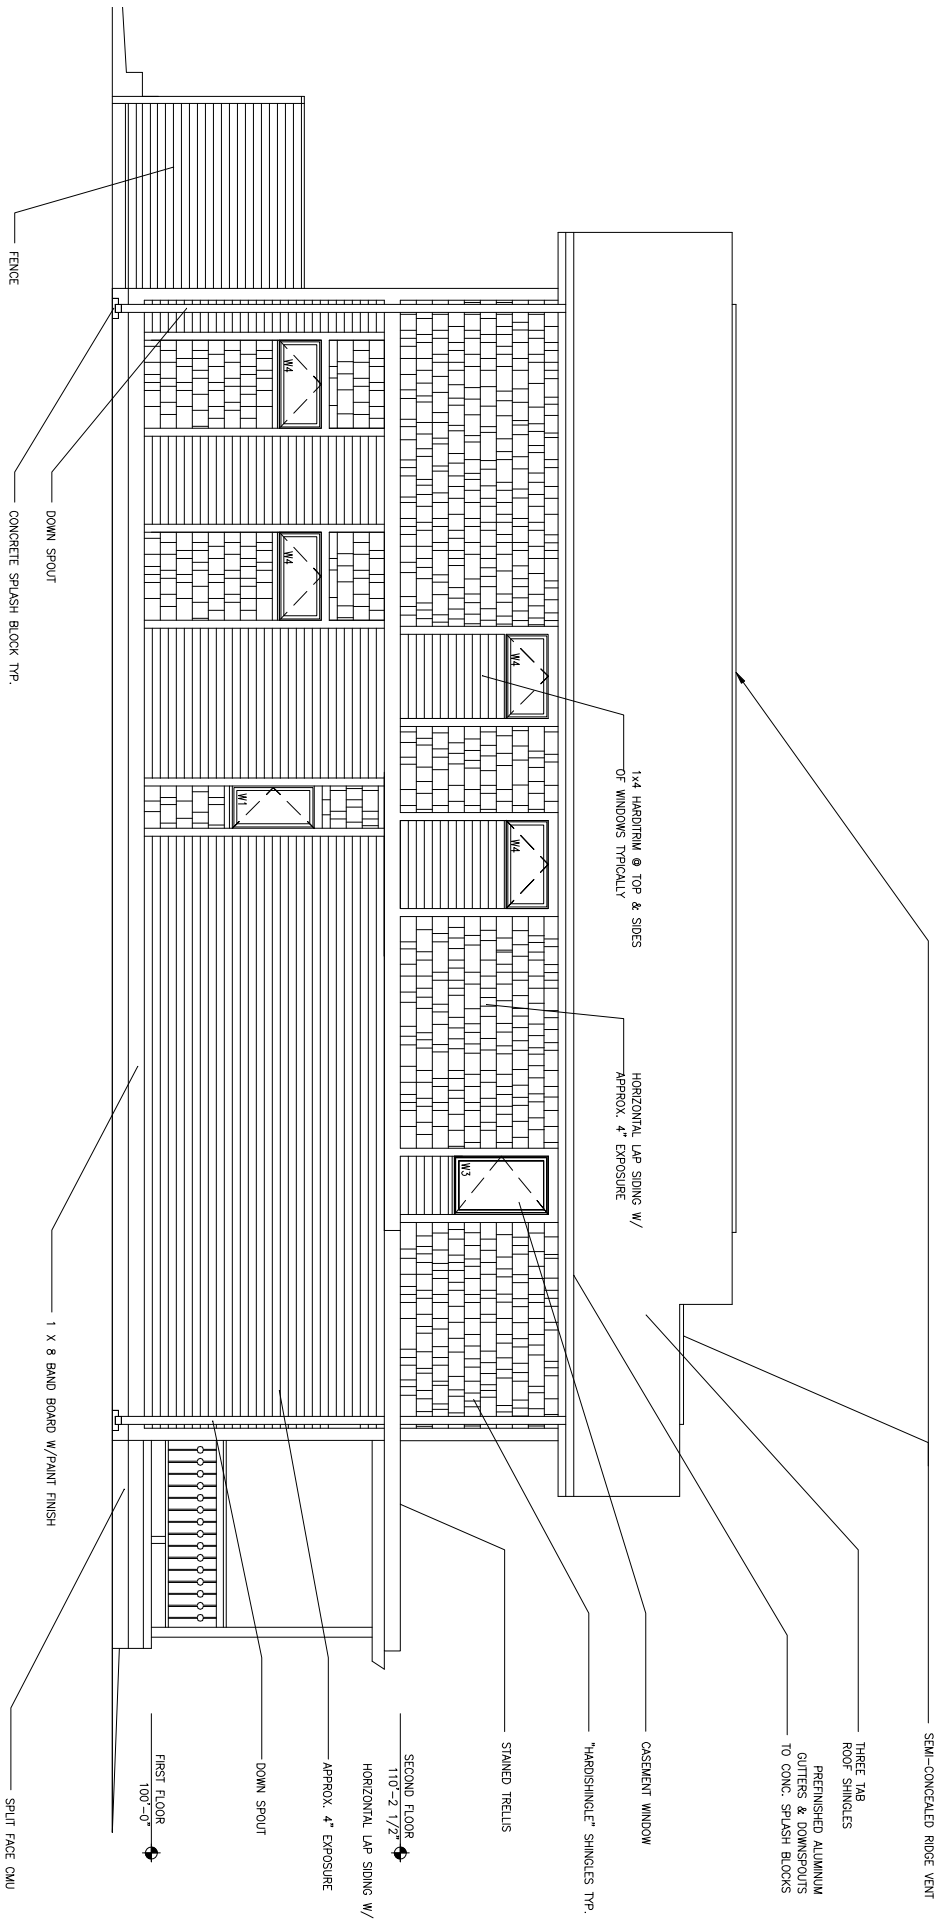 SEMI-CONCEALED RIDGE VENT
THREE TAB
ROOF SHINGLES
PREFINISHED ALUMINUM
GUTTERS & DOWNSPOUTS
TO CONC. SPLASH BLOCKS
1x4 HARDITRIM @ TOP & SIDES
OF WINDOWS TYPICALLY
HORIZONTAL LAP SIDING W/
APPROX. 4" EXPOSURE
CASEMENT WINDOW
"HARDISHINGLE" SHINGLES TYP.
W4
W4
W3
STAINED TRELLIS
SECOND FLOOR
110'-2 1/2"
HORIZONTAL LAP SIDING W/
APPROX. 4" EXPOSURE
W4
W4
W1
DOWN SPOUT
FIRST FLOOR
100'-0"
DOWN SPOUT
1 X 8 BAND BOARD W/PAINT FINISH
FENCE
CONCRETE SPLASH BLOCK TYP.
SPLIT FACE CMU